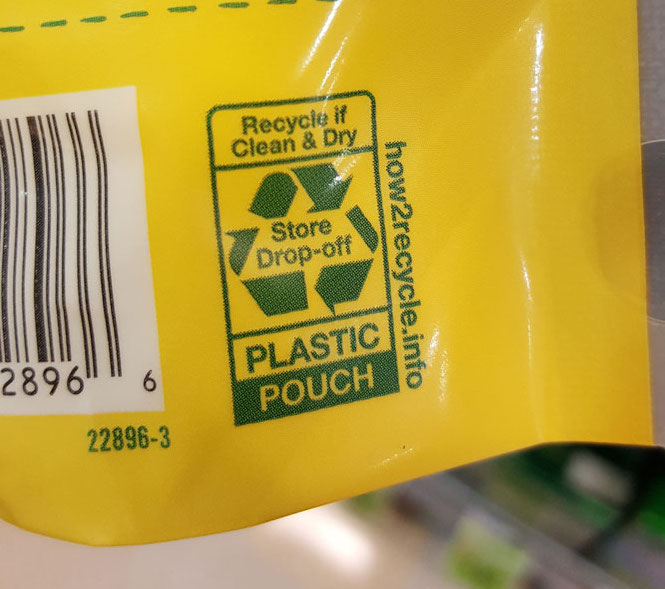 Recycle if
Clean & Dry
Store
Drop-off
PLASTIC
POUCH
how2recycle.info
2896 6
22896-3